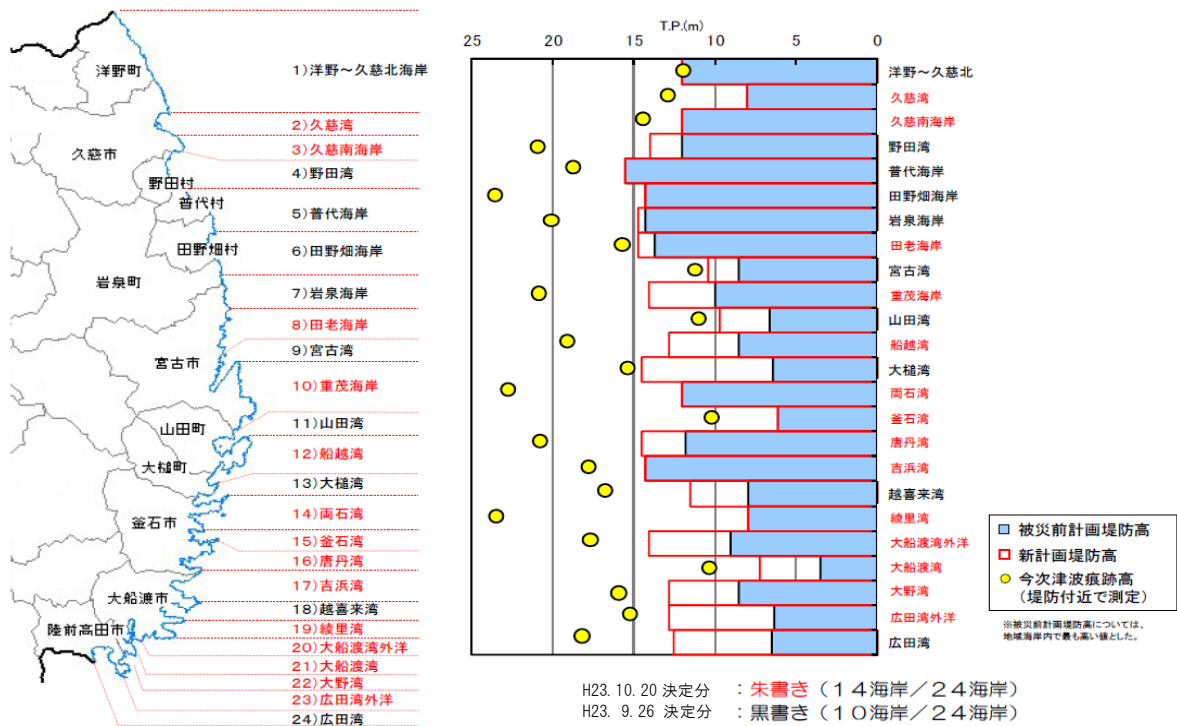 洋野町
久慈市
野田村
普代村
田野畑村
岩泉町
宮古市
山田町
大槌町
釜石市
大船渡市
陸前高田市
1)洋野～久慈北海岸
2)久慈湾
3)久慈南海岸
4)野田湾
5)普代海岸
6)田野畑海岸
7)岩泉海岸
8)田老海岸
9)宮古湾
10)重茂海岸
11)山田湾
12)船越湾
13)大槌湾
14)両石湾
15)釜石湾
16)唐丹湾
17)吉浜湾
18)越喜来湾
19)綾里湾
20)大船渡湾外洋
21)大船渡湾
22)大野湾
23)広田湾外洋
24)広田湾
T.P.(m)
25 20 15 10 5 0
洋野～久慈北
久慈湾
久慈南海岸
野田湾
普代海岸
田野畑海岸
岩泉海岸
田老海岸
宮古湾
重茂海岸
山田湾
船越湾
大槌湾
両石湾
釜石湾
唐丹湾
吉浜湾
越喜来湾
綾里湾
大船渡湾外洋
大船渡湾
大野湾
広田湾外洋
広田湾
被災前計画堤防高
新計画堤防高
今次津波痕跡高
(堤防付近で測定)
※被災前計画堤防高については、
地域海岸内で最も高い値とした。
H23.10.20 決定分 ：朱書き（14海岸／24海岸）
H23. 9.26 決定分 ：黒書き（10海岸／24海岸）